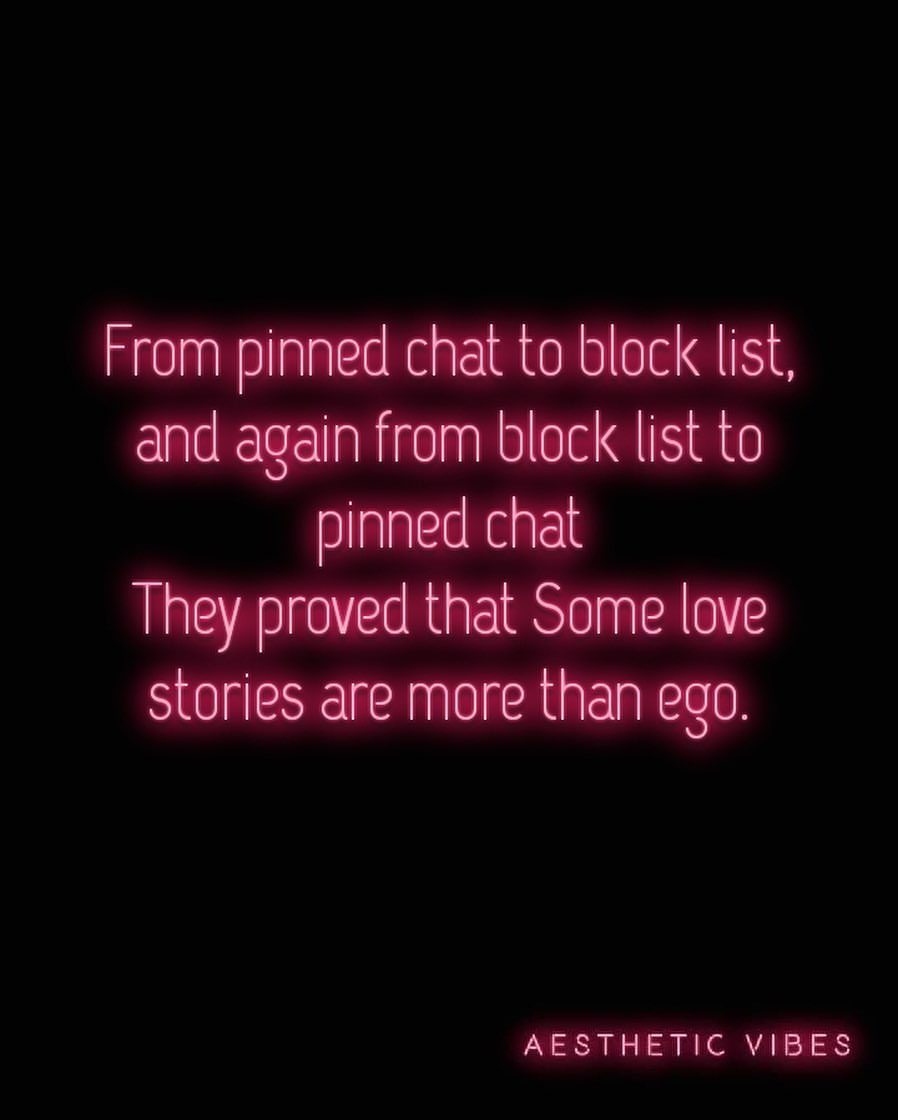 From pinned chat to block list,
and again from block list to
pinned chat
They proved that Some love
stories are more than ego.
AESTHETIC VIBES